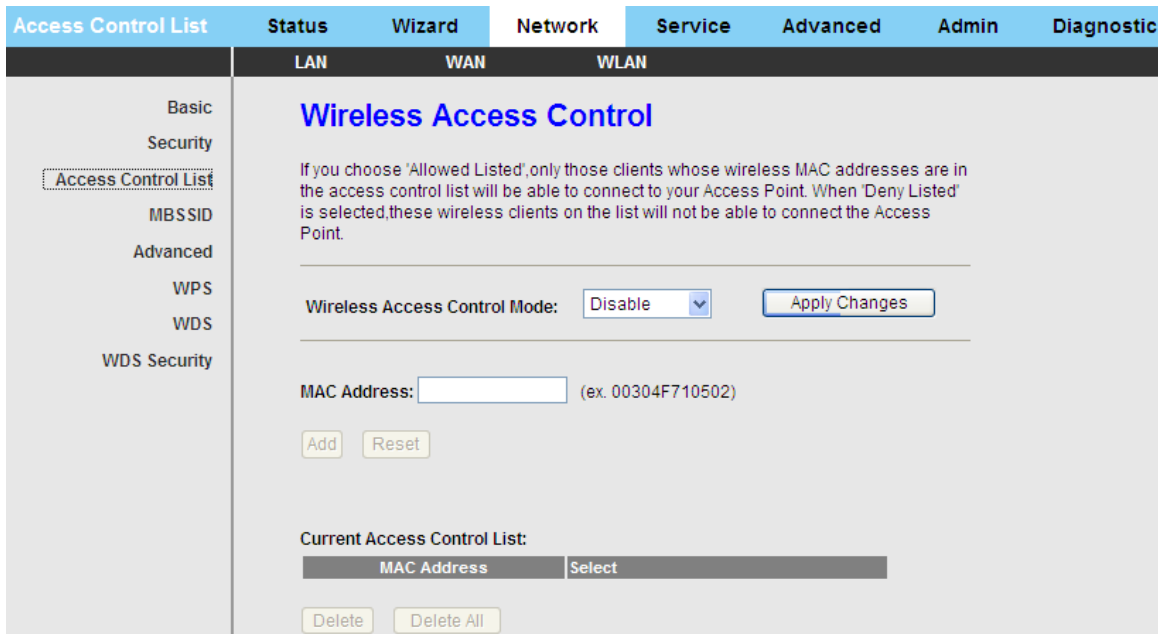 Access Control List
Status Wizard Network Service Advanced Admin Diagnostic
LAN WAN WLAN
Basic
Security
Access Control List
MBSSID
Advanced
WPS
WDS
WDS Security
Wireless Access Control
If you choose 'Allowed Listed',only those clients whose wireless MAC addresses are in
the access control list will be able to connect to your Access Point. When 'Deny Listed'
is selected,these wireless clients on the list will not be able to connect the Access
Point.
Wireless Access Control Mode: Disable Apply Changes
MAC Address: (ex. 00304F710502)
Add Reset
Current Access Control List:
MAC Address Select
Delete Delete All